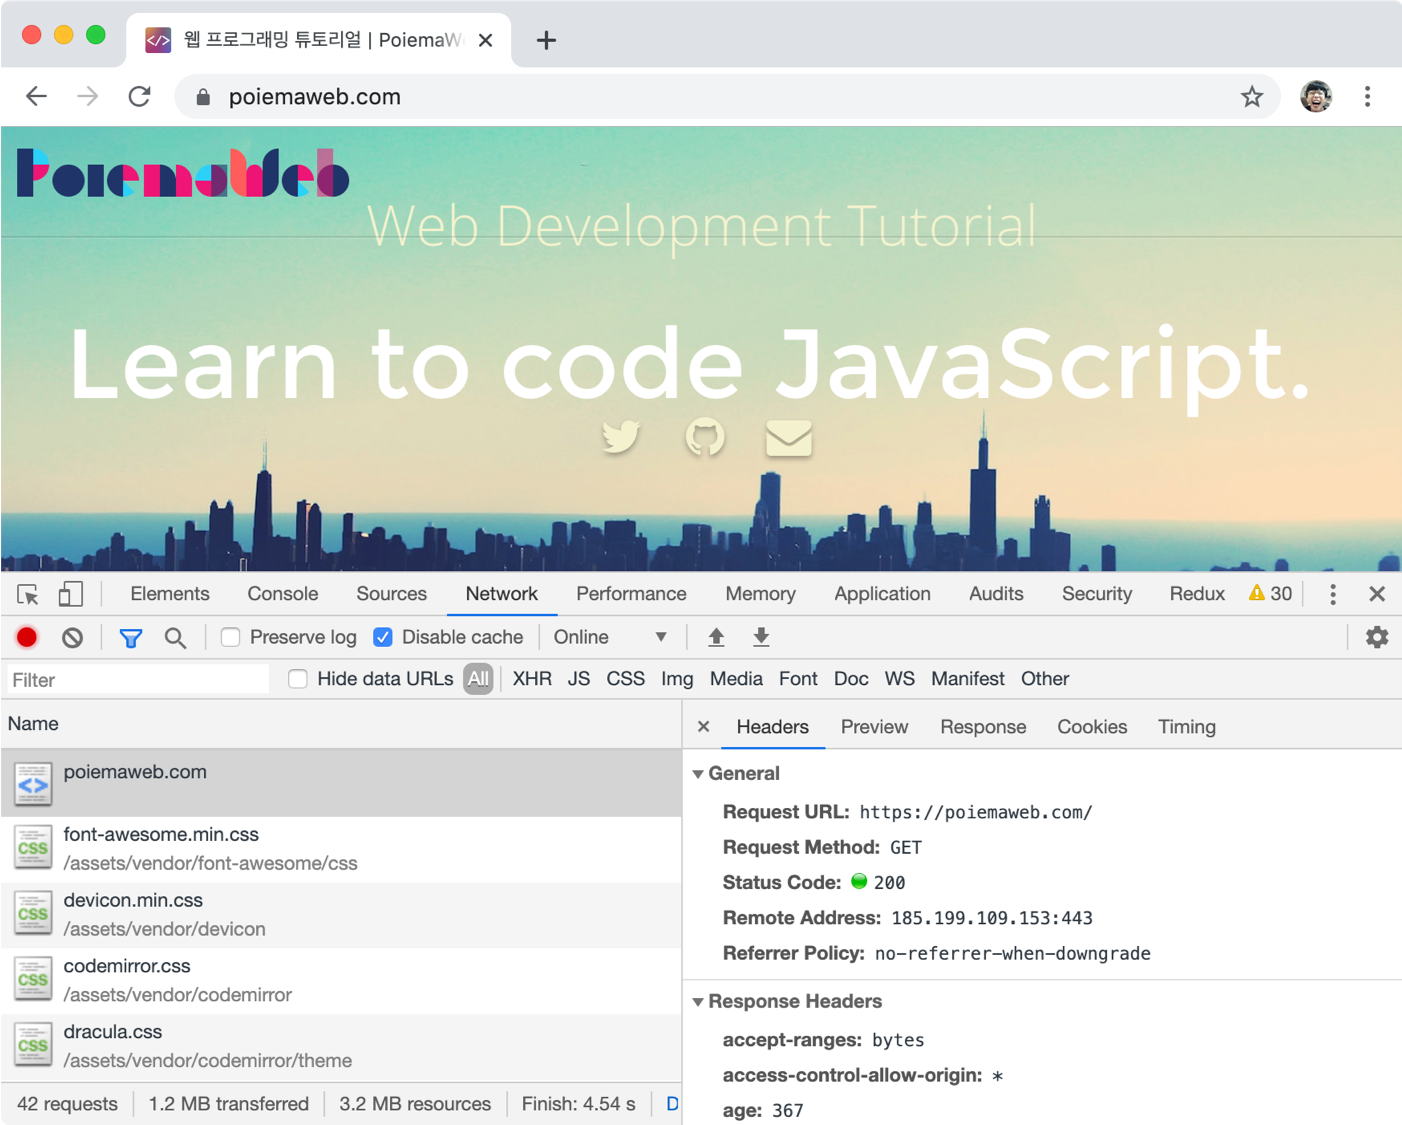 웹 프로그래밍 튜토리얼 | PoiemaW
poiemaweb.com
PoiemaWeb
Web Development Tutorial
Learn to code JavaScript.
Elements Console Sources Network Performance Memory Application Audits Security Redux 30
Preserve log Disable cache Online
Filter Hide data URLs All XHR JS CSS Img Media Font Doc WS Manifest Other
Name
poiemaweb.com
CSS
font-awesome.min.css
/assets/vendor/font-awesome/css
CSS
devicon.min.css
/assets/vendor/devicon
CSS
codemirror.css
/assets/vendor/codemirror
CSS
dracula.css
/assets/vendor/codemirror/theme
42 requests 1.2 MB transferred 3.2 MB resources Finish: 4.54 s D
Headers Preview Response Cookies Timing
General
Request URL: https://poiemaweb.com/
Request Method: GET
Status Code: 200
Remote Address: 185.199.109.153:443
Referrer Policy: no-referrer-when-downgrade
Response Headers
accept-ranges: bytes
access-control-allow-origin: *
age: 367